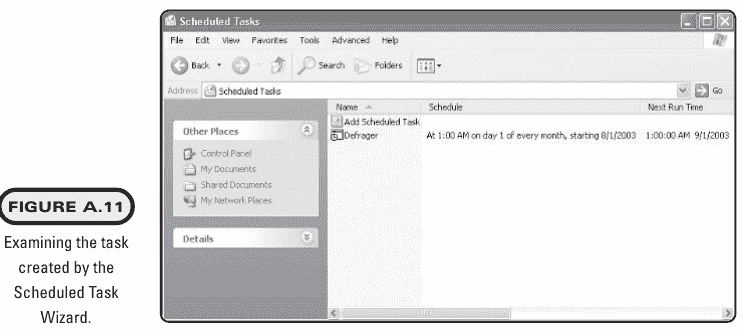 Scheduled Tasks
File Edit View Favorites Tools Advanced Help
Back Search Folders
Address Scheduled Tasks Go
Name Schedule Next Run Time
Add Scheduled Task
Defrager At 1:00 AM on day 1 of every month, starting 8/1/2003 1:00:00 AM 9/1/2003
Other Places
Control Panel
My Documents
Shared Documents
My Network Places
Details
FIGURE A.11
Examining the task
created by the
Scheduled Task
Wizard.